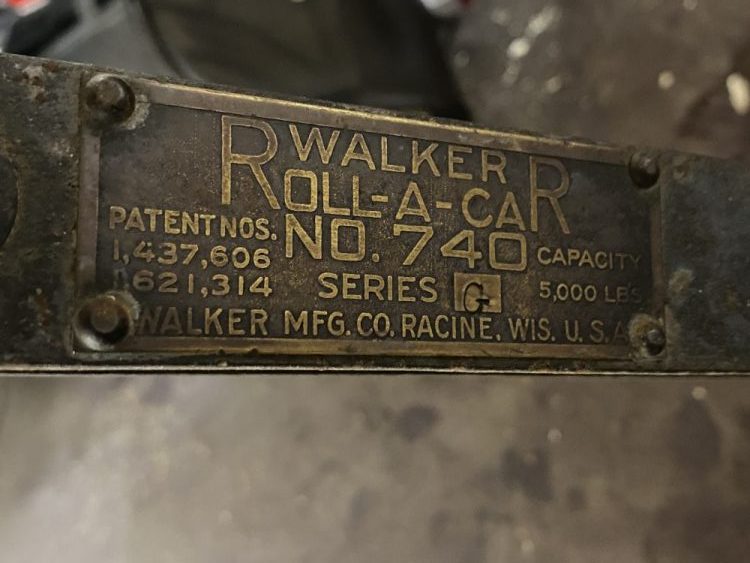 WALKER
ROLL-A-CAR
PATENT NOS. NO. 740 CAPACITY
1,437,606
1,621,314 SERIES G 5,000 LBS
WALKER MFG. CO. RACINE, WIS. U. S. A